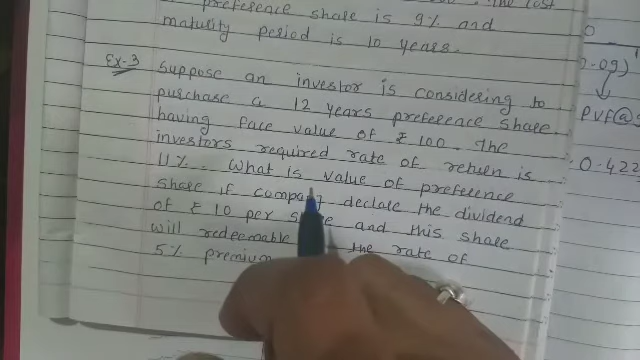 preference share is 9% and
maturity period is 10 years.
Ex-3 Suppose an investor is considering to
purchase a 12 years preference share
having face value of ₹ 100. The
investors required rate of return is
11%. What is value of preference
share if company declare the dividend
of ₹ 10 per share and this share
will redeemable the rate of
5% premium
PVF@
0.422